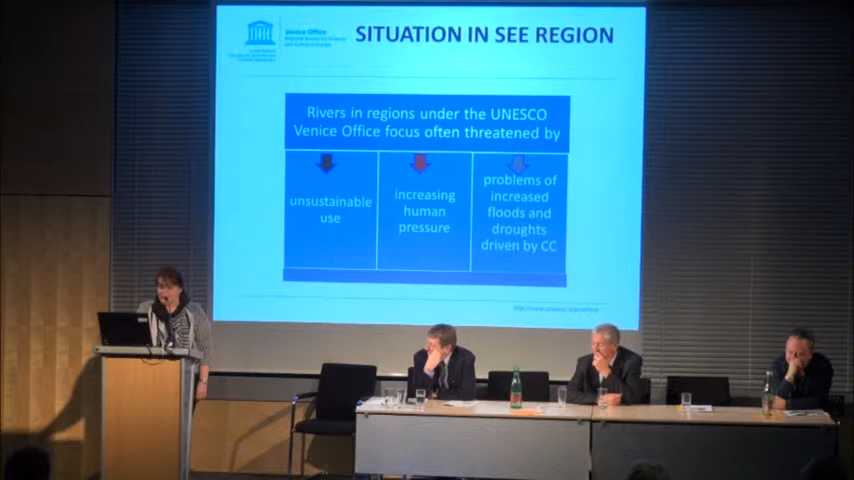 Venice Office
SITUATION IN SEE REGION
Rivers in regions under the UNESCO
Venice Office focus often threatened by
unsustainable
use
increasing
human
pressure
problems of
increased
floods and
droughts
driven by CC